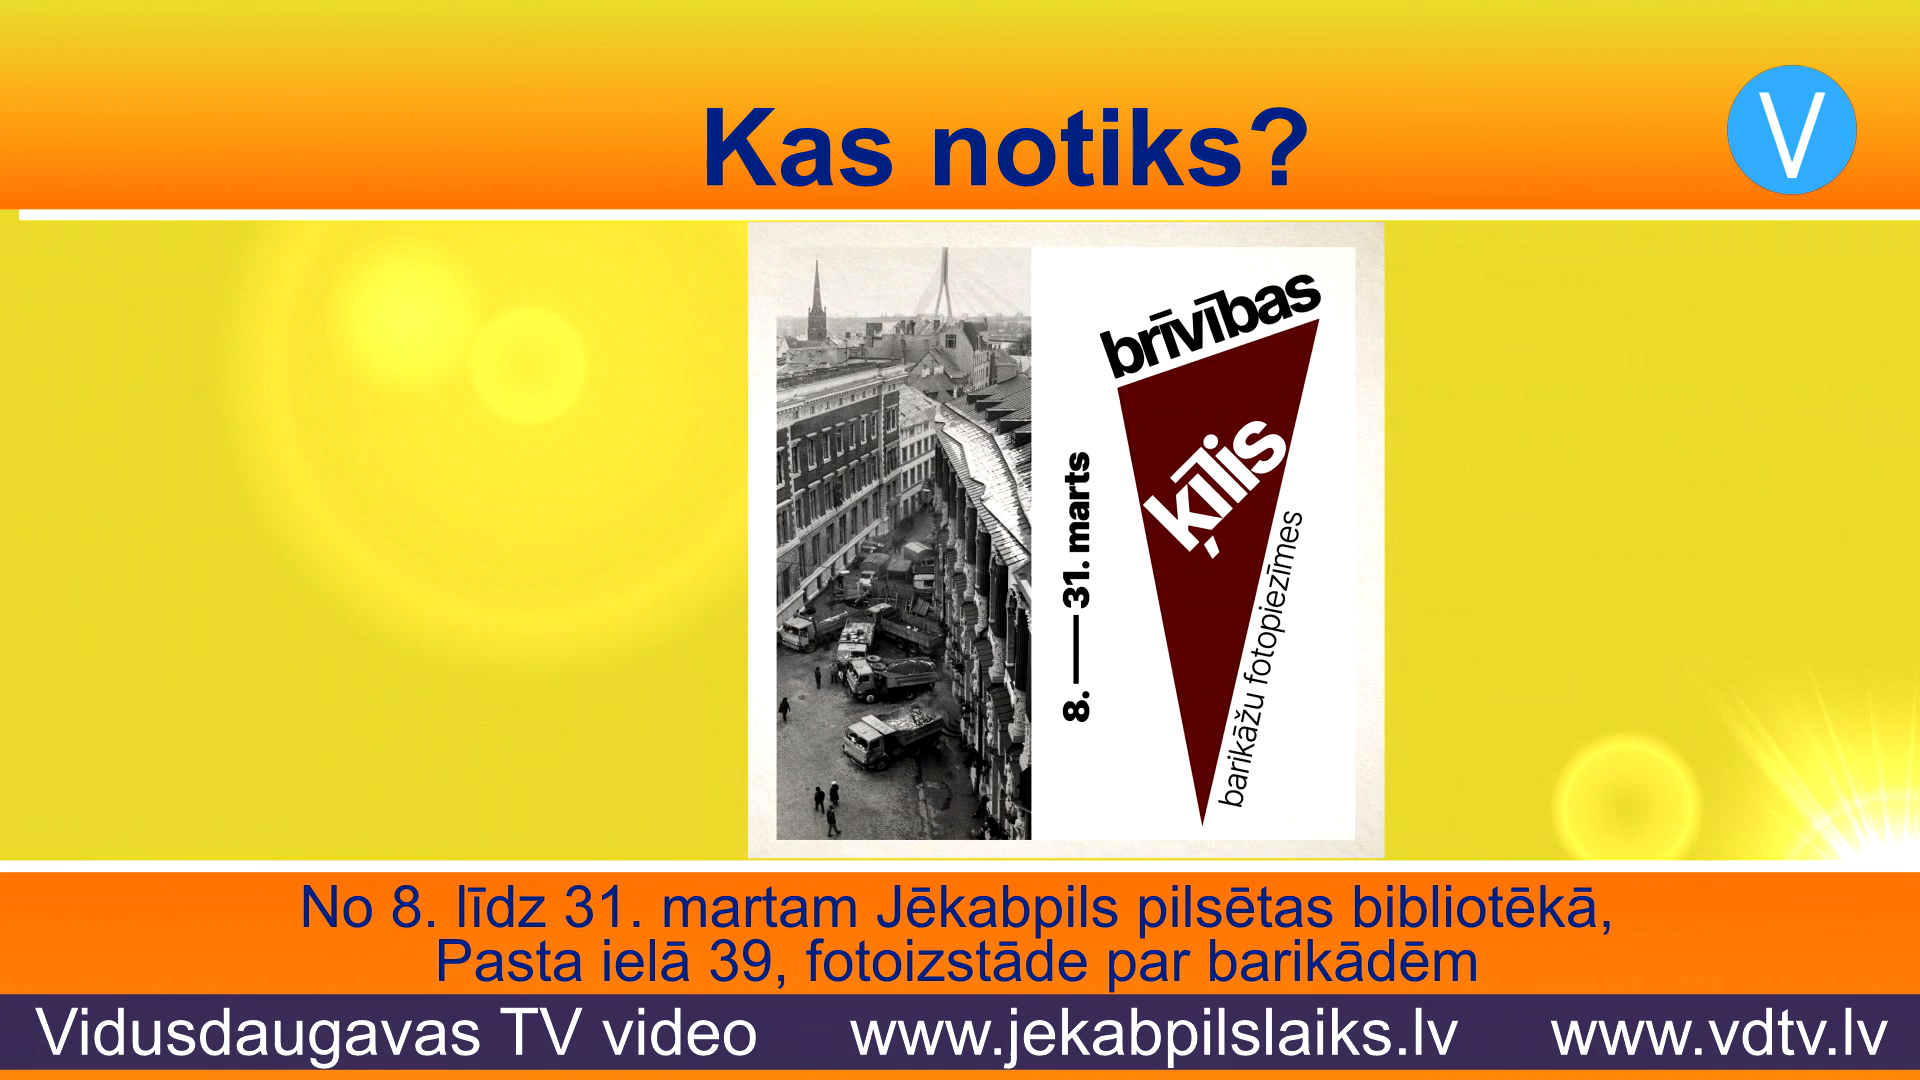 Kas notiks?
V
brīvības
ķīlis
8. — 31. marts
barikāžu fotopiezīmes
No 8. līdz 31. martam Jēkabpils pilsētas bibliotēkā,
Pasta ielā 39, fotoizstāde par barikādēm
Vidusdaugavas TV video www.jekabpilslaiks.lv www.vdtv.lv